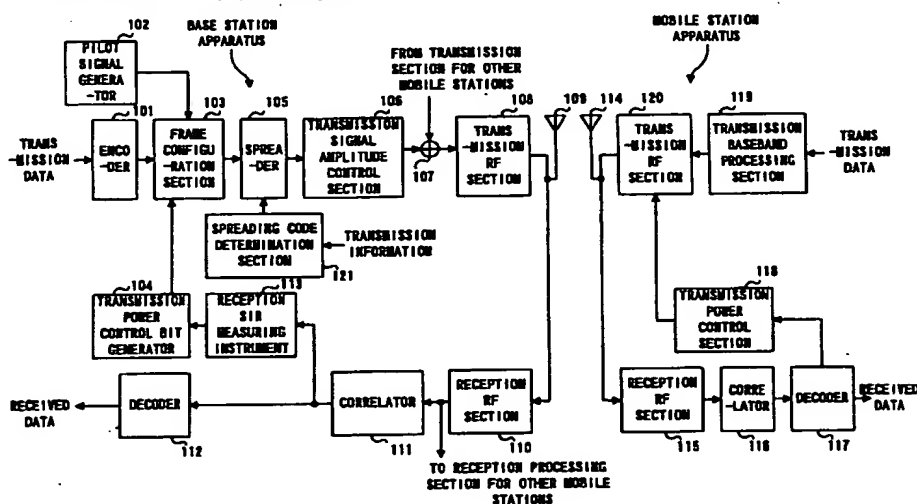 102
PILOT
SIGNAL
GENERA
-TOR
BASE STATION
APPARATUS
MOBILE STATION
APPARATUS
FROM TRANSMISSION
SECTION FOR OTHER
MOBILE STATIONS
101
103
105
106
108
109
114
120
119
TRANS
-MISSION
DATA
ENCO
-DER
FRAME
CONFIGU
-RATION
SECTION
SPREA
-DER
TRANSMISSION
SIGNAL
AMPLITUDE
CONTROL
SECTION
107
TRANS
-MISSION
RF
SECTION
TRANS
-MISSION
RF
SECTION
TRANSMISSION
BASEBAND
PROCESSING
SECTION
TRANS
-MISSION
DATA
SPREADING CODE
DETERMINATION
SECTION
121
TRANSMISSION
INFORMATION
104
TRANSMISSION
POWER
CONTROL BIT
GENERATOR
113
RECEPTION
SIR
MEASURING
INSTRUMENT
118
TRANSMISSION
POWER
CONTROL
SECTION
RECEIVED
DATA
DECODER
112
CORRELATOR
111
RECEPTION
RF
SECTION
110
RECEPTION
RF
SECTION
115
CORRE
-LATOR
116
DECODER
117
RECEIVED
DATA
TO RECEPTION PROCESSING
SECTION FOR OTHER MOBILE
STATIONS